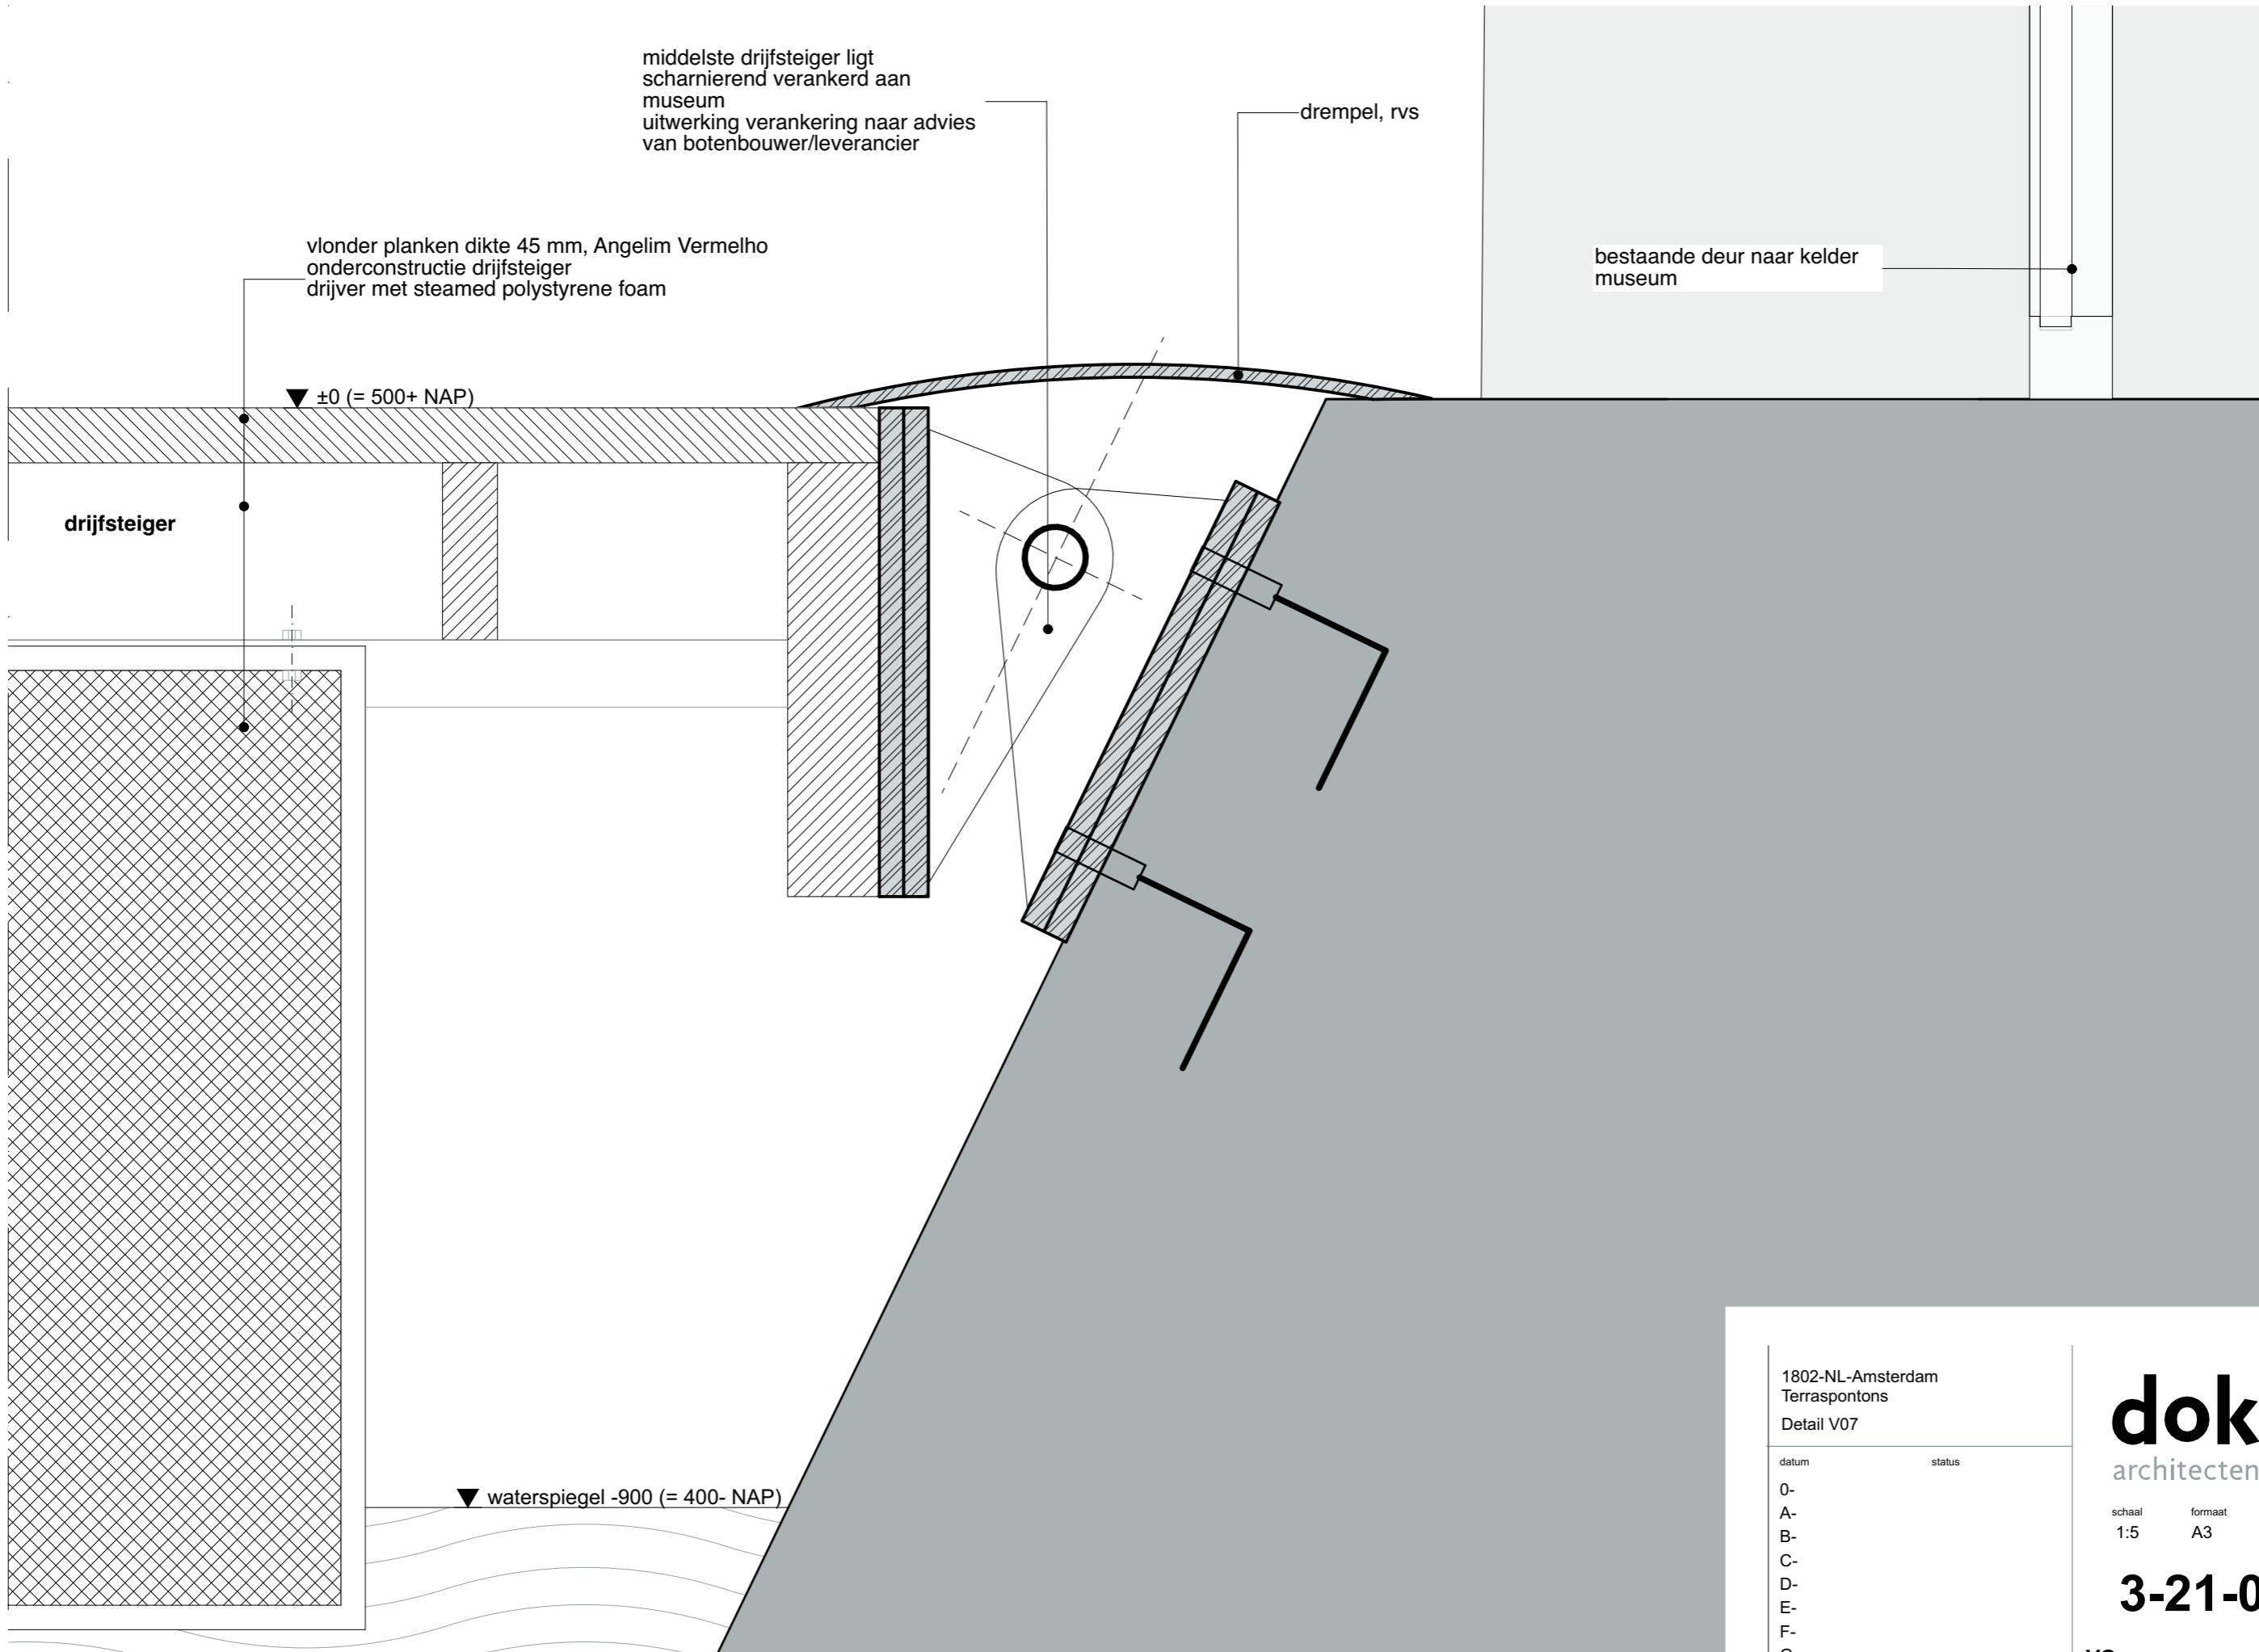 middelste drijfsteiger ligt
scharnierend verankerd aan
museum
uitwerking verankering naar advies
van botenbouwer/leverancier
drempel, rvs
vlonder planken dikte 45 mm, Angelim Vermelho
onderconstructie drijfsteiger
drijver met steamed polystyrene foam
bestaande deur naar kelder
museum
±0 (= 500+ NAP)
drijfsteiger
waterspiegel -900 (= 400- NAP)
1802-NL-Amsterdam
Terraspontons
Detail V07
datum status
0-
A-
B-
C-
D-
E-
F-
dok
architecten
schaal formaat
1:5 A3
3-21-0